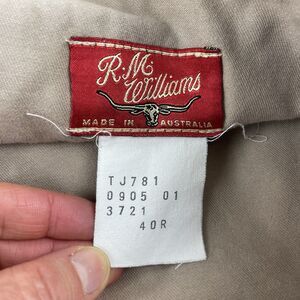 R.M.
Williams
MADE IN AUSTRALIA
TJ781
0905 01
3721
40R